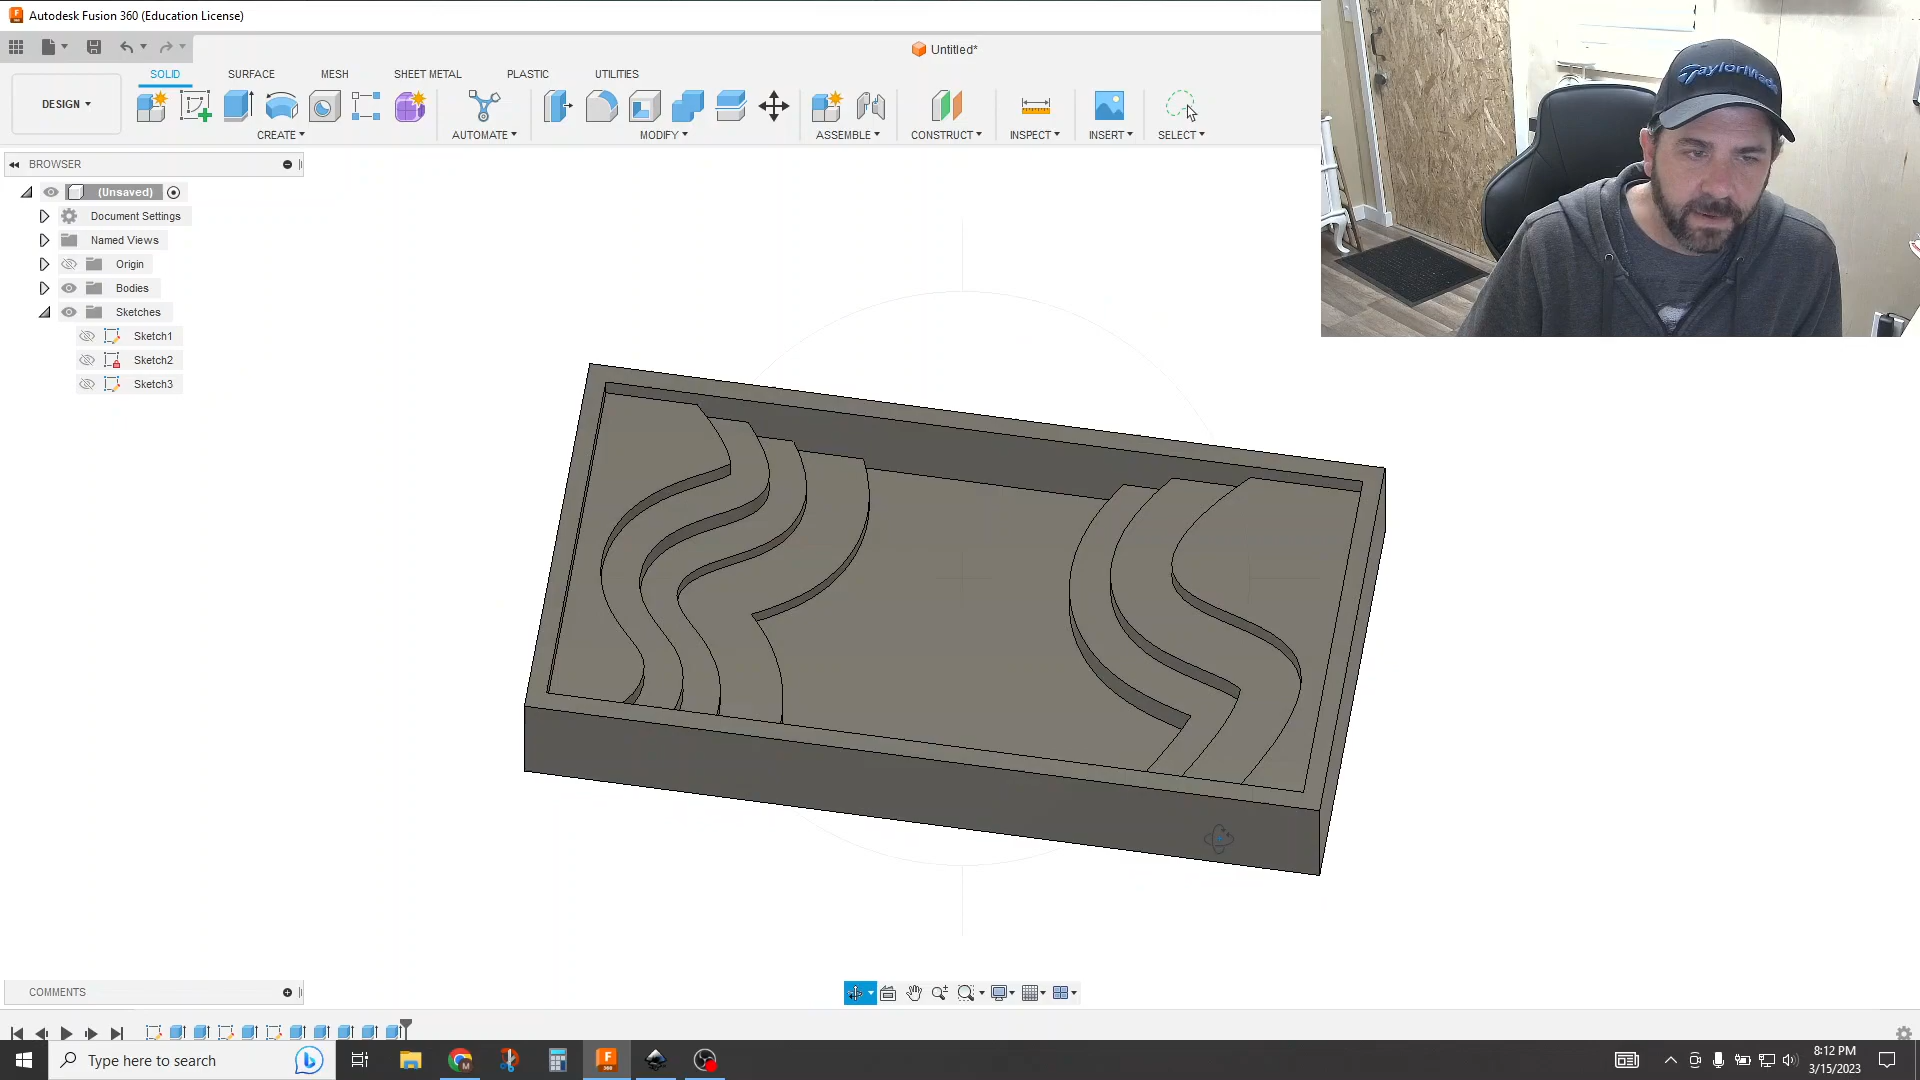 Autodesk Fusion 360 (Education License)
Untitled*
SOLID SURFACE MESH SHEET METAL PLASTIC UTILITIES
DESIGN
CREATE AUTOMATE MODIFY ASSEMBLE CONSTRUCT INSPECT INSERT SELECT
BROWSER
(Unsaved)
Document Settings
Named Views
Origin
Bodies
Sketches
Sketch1
Sketch2
Sketch3
TaylorMade
COMMENTS
Type here to search
8:12 PM
3/15/2023